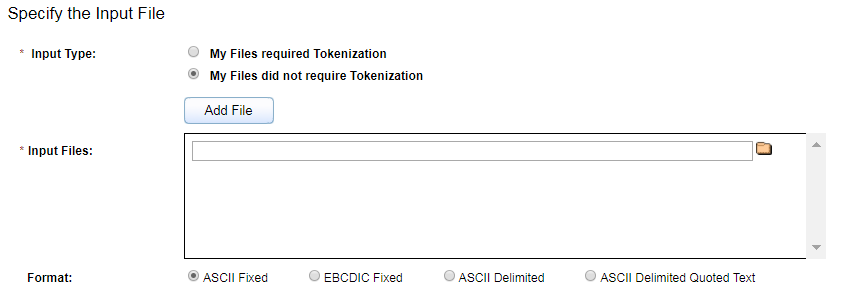 Specify the Input File
* Input Type:
My Files required Tokenization
My Files did not require Tokenization
Add File
* Input Files:
Format:
ASCII Fixed
EBCDIC Fixed
ASCII Delimited
ASCII Delimited Quoted Text